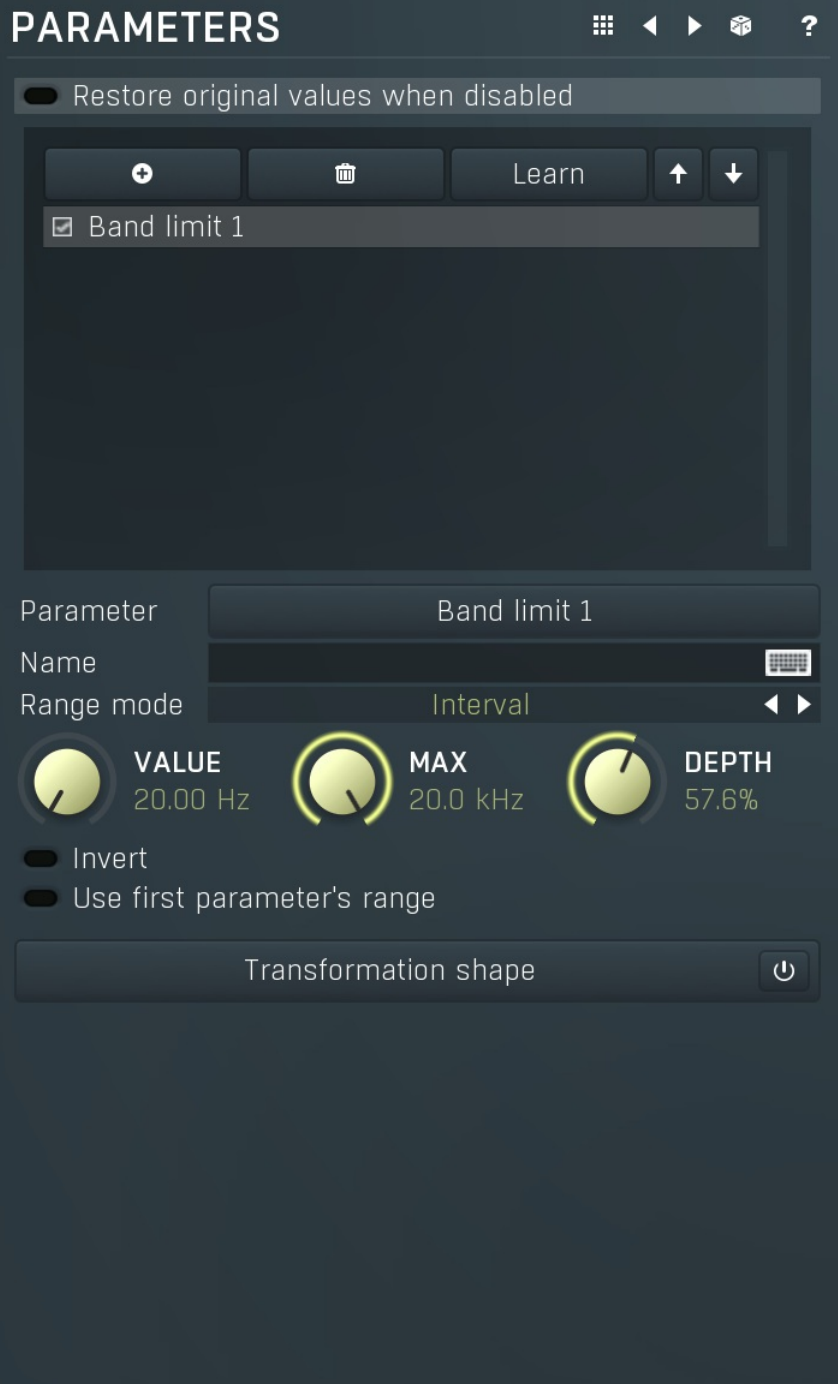 PARAMETERS ?
Restore original values when disabled
Learn
Band limit 1
Parameter Band limit 1
Name
Range mode Interval
VALUE MAX DEPTH
20.00 Hz 20.0 kHz 57.6%
Invert
Use first parameter's range
Transformation shape